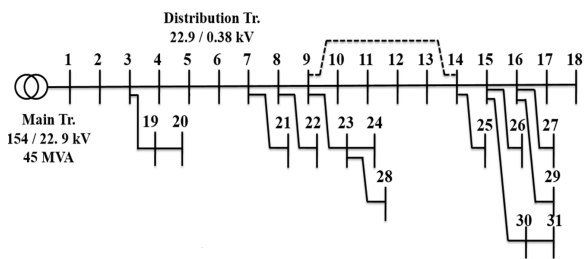 Distribution Tr.
22.9 / 0.38 kV
1 2 3 4 5 6 7 8 9 10 11 12 13 14 15 16 17 18
Main Tr.
154 / 22. 9 kV
45 MVA
19 20 21 22 23 24 25 26 27
28 29
30 31